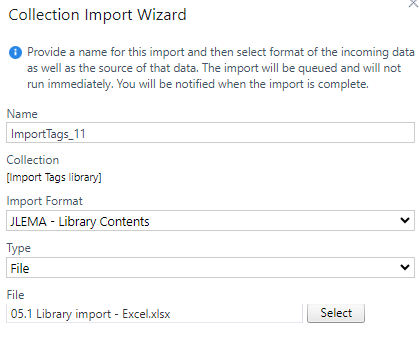 Collection Import Wizard
Provide a name for this import and then select format of the incoming data
as well as the source of that data. The import will be queued and will not
run immediately. You will be notified when the import is complete.
Name
ImportTags_11
Collection
[Import Tags library]
Import Format
JLEMA - Library Contents
Type
File
File
05.1 Library import - Excel.xlsx
Select